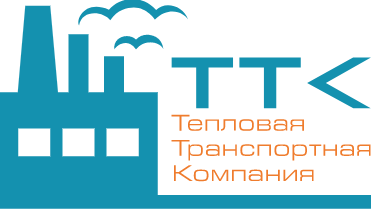 ТТК
Тепловая
Транспортная
Компания